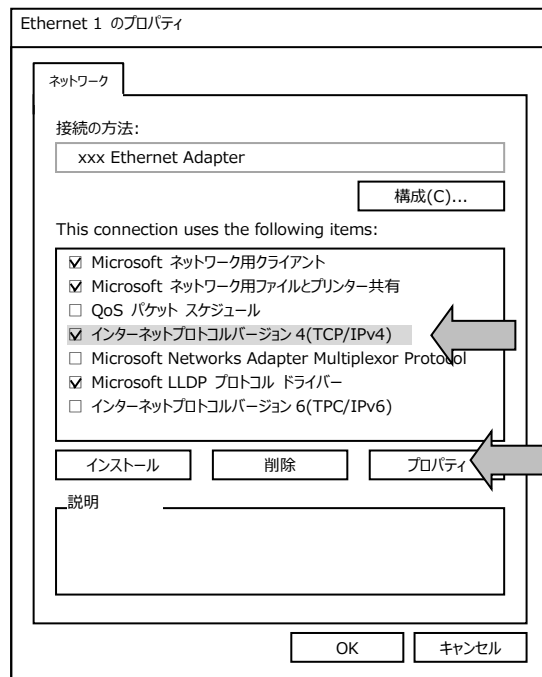 Ethernet 1 のプロパティ
ネットワーク
接続の方法:
xxx Ethernet Adapter
構成(C)...
This connection uses the following items:
Microsoft ネットワーク用クライアント
Microsoft ネットワーク用ファイルとプリンター共有
QoS パケット スケジュール
インターネットプロトコルバージョン 4(TCP/IPv4)
Microsoft Networks Adapter Multiplexor Protocol
Microsoft LLDP プロトコル ドライバー
インターネットプロトコルバージョン 6(TPC/IPv6)
インストール
削除
プロパティ
説明
OK
キャンセル